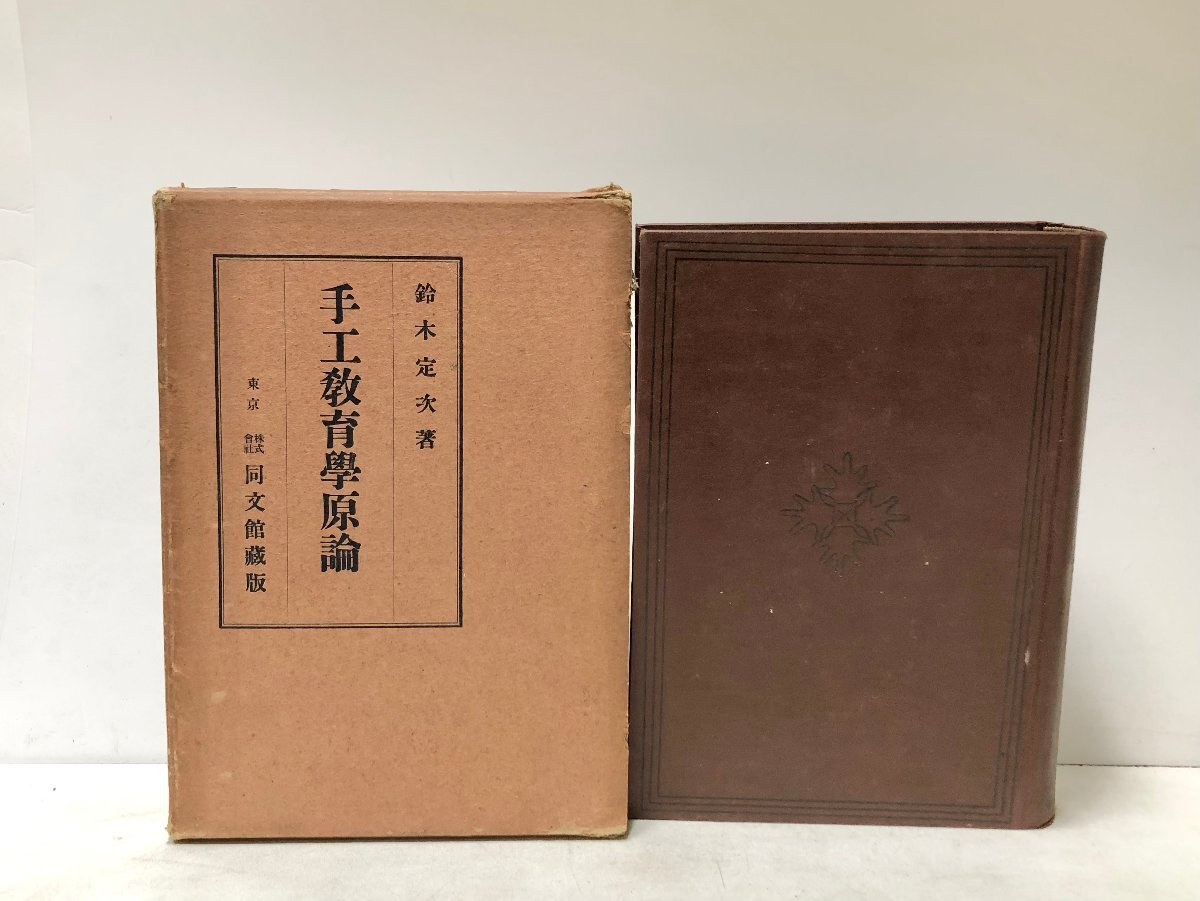 鈴木定次著
手工教育學原論
東京 株式會社 同文館藏版